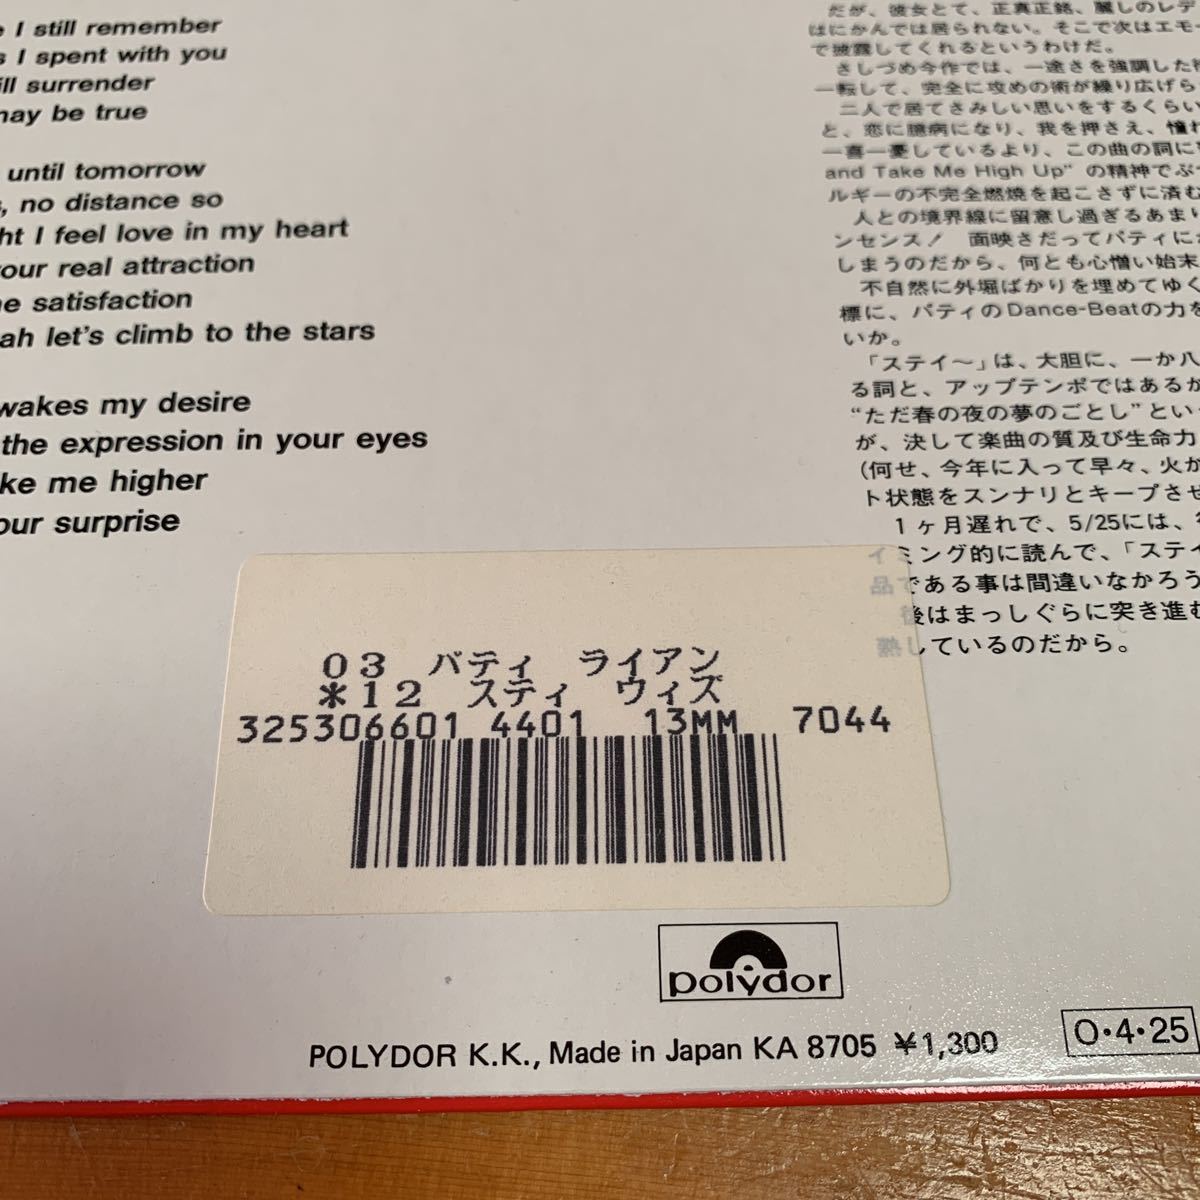 I still remember
I spent with you
surrender
may be true
until tomorrow
no distance so
I feel love in my heart
your real attraction
satisfaction
let's climb to the stars
wakes my desire
the expression in your eyes
me higher
our surprise
だが、彼女とて、正真正銘、麗しのレデ
はにかんでは居られない。そこで次はエモー
で披露してくれるというわけだ。
さしづめ今作では、一途さを強調した
一転して、完全に攻めの術が繰り広げら
二人で居てさみしい思いをするくらい
と、恋に臆病になり、我を押さえ、憧れ
一喜一憂しているより、この曲の詞に
and Take Me High Up" の精神でぶ
ルギーの不完全燃焼を起こさずに済む
人との境界線に留意し過ぎるあまり
ンセンス! 面映さだってパティに
しまうのだから、何とも心憎い始末
不自然に外堀ばかりを埋めてゆく
標に、パティのDance-Beatの力を
いか。
「ステイ〜」は、大胆に、一か八
る詞と、アップテンポではあるが
“ただ春の夜の夢のごとし”とい
が、決して楽曲の質及び生命力
(何せ、今年に入って早々、火が
ト状態をスンナリとキープさせ
1ヶ月遅れで、5/25には、
イミング的に読んで、「ステイ
品である事は間違いなかろう
後はまっしぐらに突き進む
しているのだから。
03 パティ ライアン
*12 スティ ウィズ
325306601 4401 13MM 7044
polydor
POLYDOR K.K., Made in Japan KA 8705 ¥1,300
O・4・25